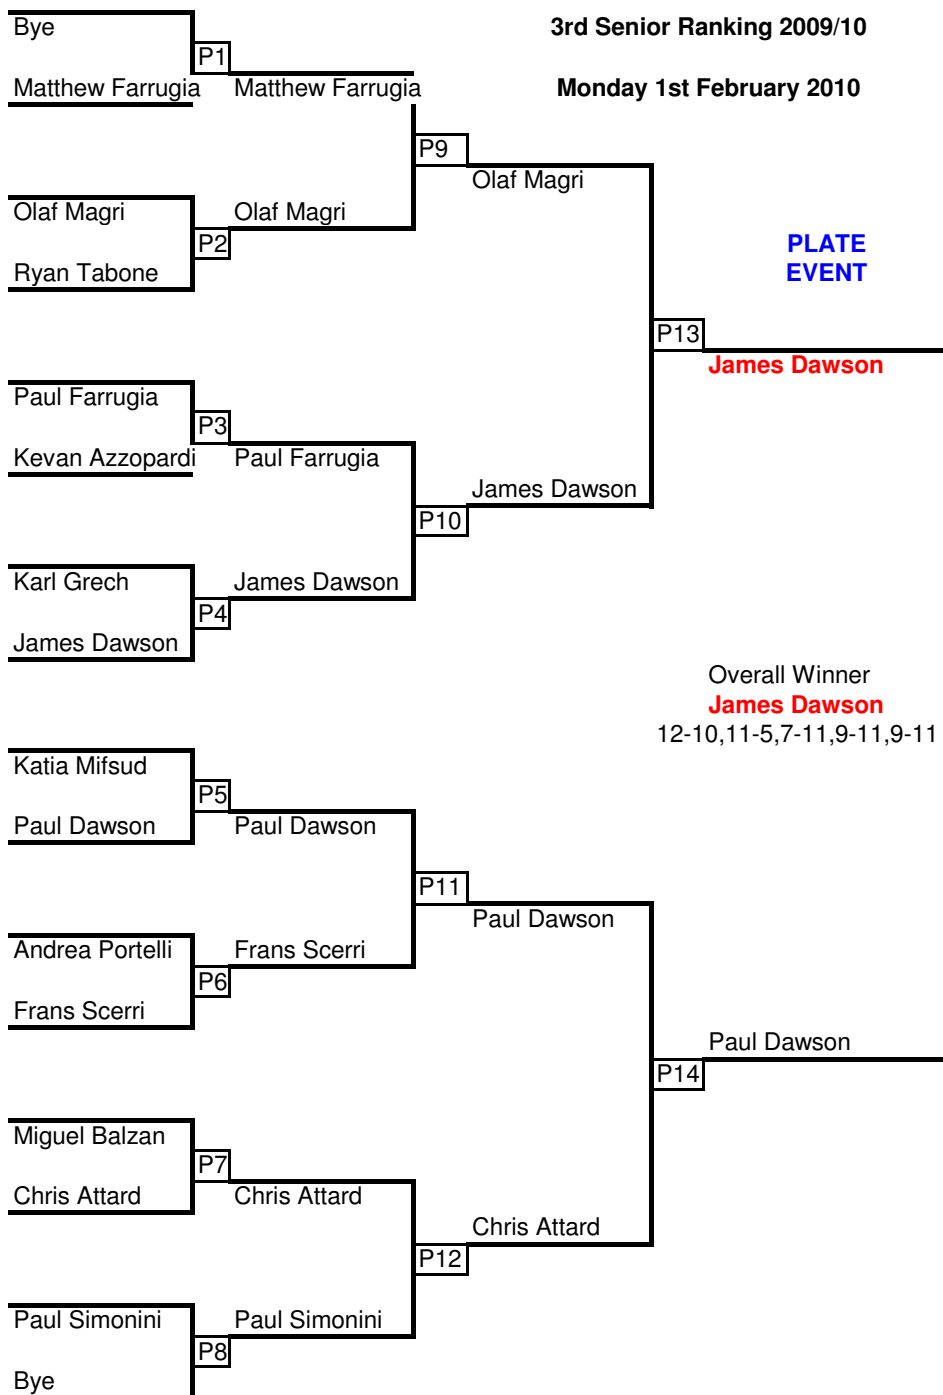 Bye
3rd Senior Ranking 2009/10
P1
Matthew Farrugia
Matthew Farrugia
Monday 1st February 2010
P9
Olaf Magri
Olaf Magri
Olaf Magri
P2
PLATE
EVENT
Ryan Tabone
P13
James Dawson
Paul Farrugia
P3
Kevan Azzopardi
Paul Farrugia
James Dawson
P10
Karl Grech
James Dawson
P4
James Dawson
Overall Winner
James Dawson
12-10,11-5,7-11,9-11,9-11
Katia Mifsud
P5
Paul Dawson
Paul Dawson
P11
Paul Dawson
Andrea Portelli
Frans Scerri
P6
Frans Scerri
Paul Dawson
P14
Miguel Balzan
P7
Chris Attard
Chris Attard
Chris Attard
P12
Paul Simonini
Paul Simonini
P8
Bye